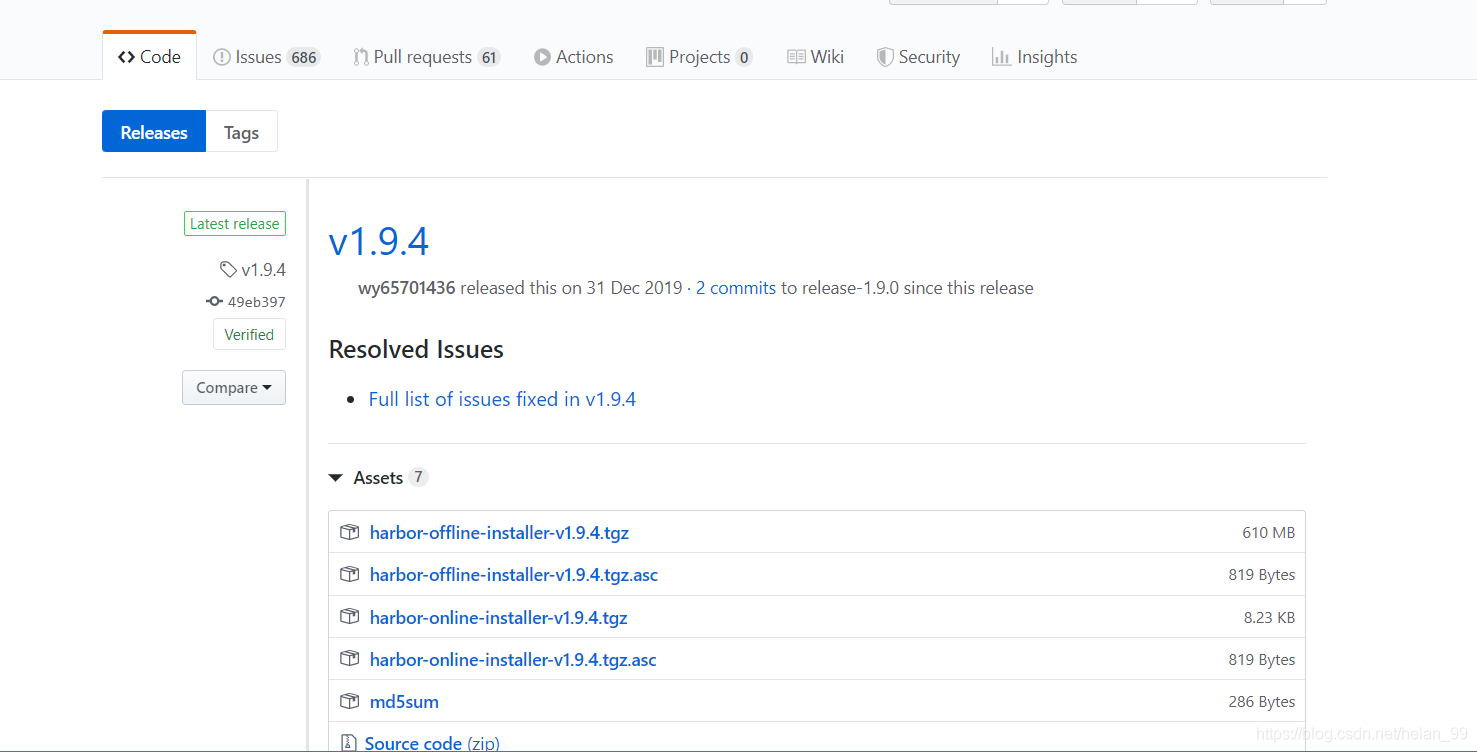 Code Issues 686 Pull requests 61 Actions Projects 0 Wiki Security Insights
Releases Tags
Latest release
v1.9.4
49eb397
Verified
Compare
v1.9.4
wy65701436 released this on 31 Dec 2019 · 2 commits to release-1.9.0 since this release
Resolved Issues
Full list of issues fixed in v1.9.4
Assets 7
harbor-offline-installer-v1.9.4.tgz 610 MB
harbor-offline-installer-v1.9.4.tgz.asc 819 Bytes
harbor-online-installer-v1.9.4.tgz 8.23 KB
harbor-online-installer-v1.9.4.tgz.asc 819 Bytes
md5sum 286 Bytes
Source code (zip)
https://blog.csdn.net/heian_99